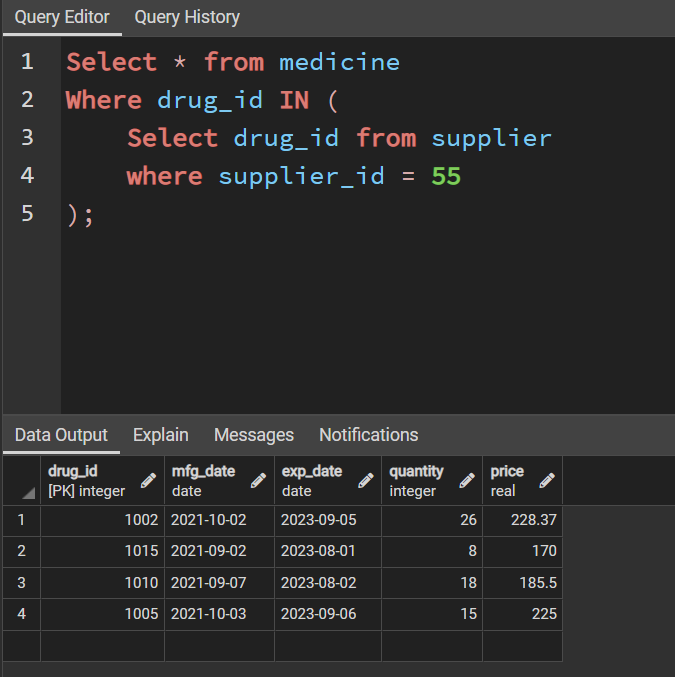 Query Editor Query History
1 Select * from medicine
2 Where drug_id IN (
3 Select drug_id from supplier
4 where supplier_id = 55
5 );
Data Output Explain Messages Notifications
drug_id mfg_date exp_date quantity price
[PK] integer date date integer real
1 1002 2021-10-02 2023-09-05 26 228.37
2 1015 2021-09-02 2023-08-01 8 170
3 1010 2021-09-07 2023-08-02 18 185.5
4 1005 2021-10-03 2023-09-06 15 225